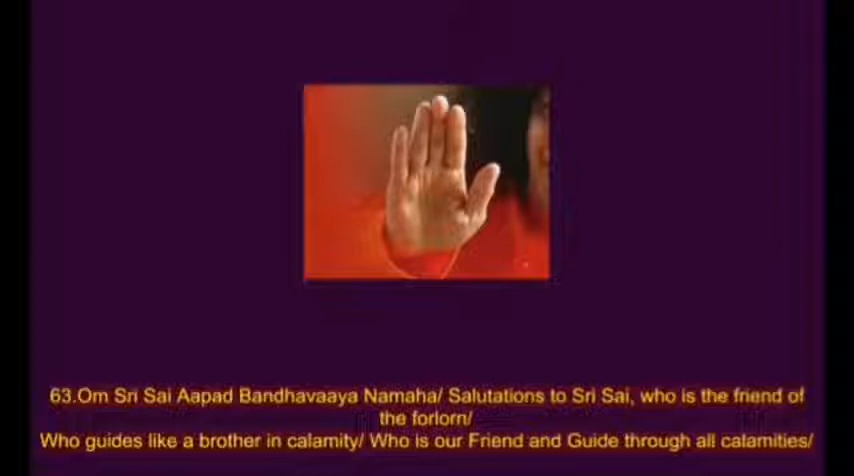 63.Om Sri Sai Aapad Bandhavaaya Namaha/ Salutations to Sri Sai, who is the friend of
the forlorn/
Who guides like a brother in calamity/ Who is our Friend and Guide through all calamities/